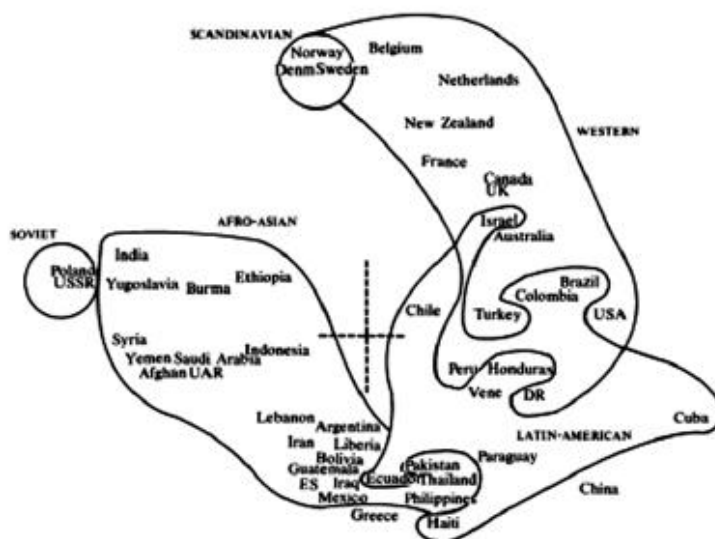 SCANDINAVIAN
Norway
Belgium
DenmSweden
Netherlands
New Zealand
WESTERN
France
Canada
UK
Israel
AFRO-ASIAN
Australia
SOVIET
India
Poland
USSR
Yugoslavia
Burma
Ethiopia
Brazil
Colombia
Chile
Turkey
USA
Syria
Yemen Saudi Arabia
Indonesia
Afghan UAR
Peru Honduras
Vene
DR
Lebanon
Argentina
Cuba
Iran
Liberia
LATIN-AMERICAN
Bolivia
Paraguay
Guatemala
Pakistan
ES
Iraq
Ecuador
Thailand
China
Mexico
Philippines
Greece
Haiti